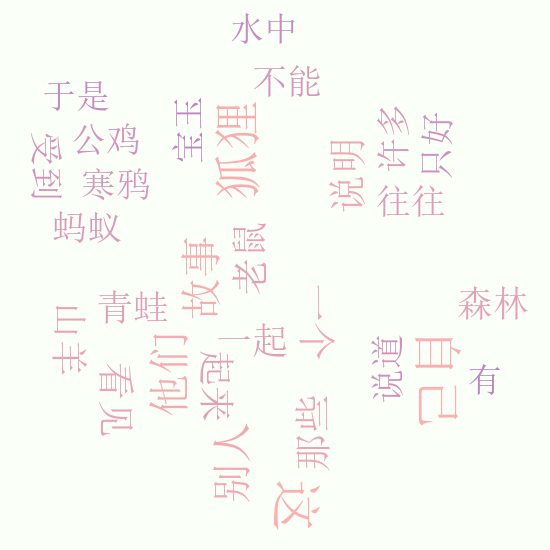 水中
不能
于是
宝玉
狐狸
许多
只好
公鸡
受到
说明
寒鸦
往往
蚂蚁
故事
老鼠
青蛙
一个
森林
山羊
他们
一起
说道
自己
看见
起来
有
别人
那些
这